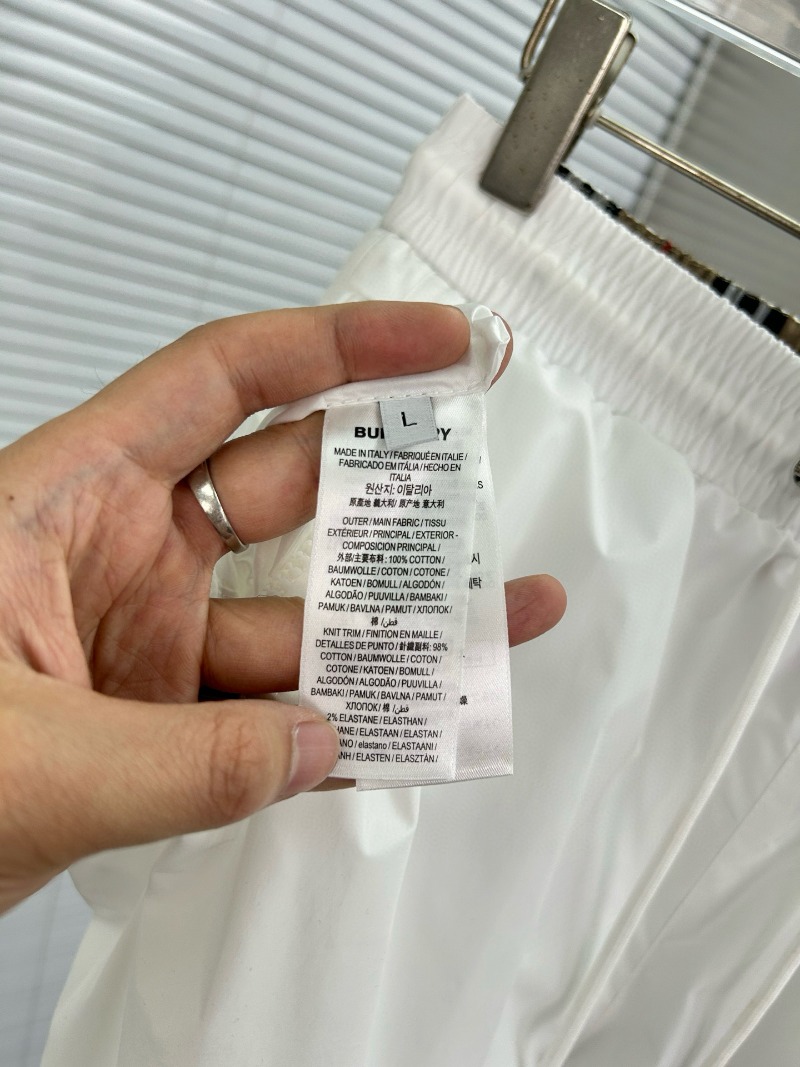 L
BU RY
MADE IN ITALY / FABRIQUÉ EN ITALIE /
FABRICADO EM ITÁLIA / HECHO EN
ITALIA
원산지: 이탈리아
原產地 義大利/ 原产地 意大利
OUTER / MAIN FABRIC / TISSU
EXTÉRIEUR / PRINCIPAL / EXTERIOR -
COMPOSICION PRINCIPAL /
外部/主要布料: 100% COTTON /
BAUMWOLLE / COTON / COTONE /
KATOEN / BOMULL / ALGODÓN /
ALGODÃO / PUUVILLA / BAMBAKI /
PAMUK / BAVLNA / PAMUT / ХЛОПОК /
棉 /قطن
KNIT TRIM / FINITION EN MAILLE /
DETALLES DE PUNTO / 針織副料: 98%
COTTON / BAUMWOLLE / COTON /
COTONE / KATOEN / BOMULL /
ALGODÓN / ALGODÃO / PUUVILLA /
BAMBAKI / PAMUK / BAVLNA / PAMUT /
ХЛОПОК/ 棉 /قطن
2% ELASTANE / ELASTHAN /
HANE / ELASTAAN / ELASTAN /
ANO / elastano / ELASTAANI /
ANH / ELASTEN / ELASZTÁN /